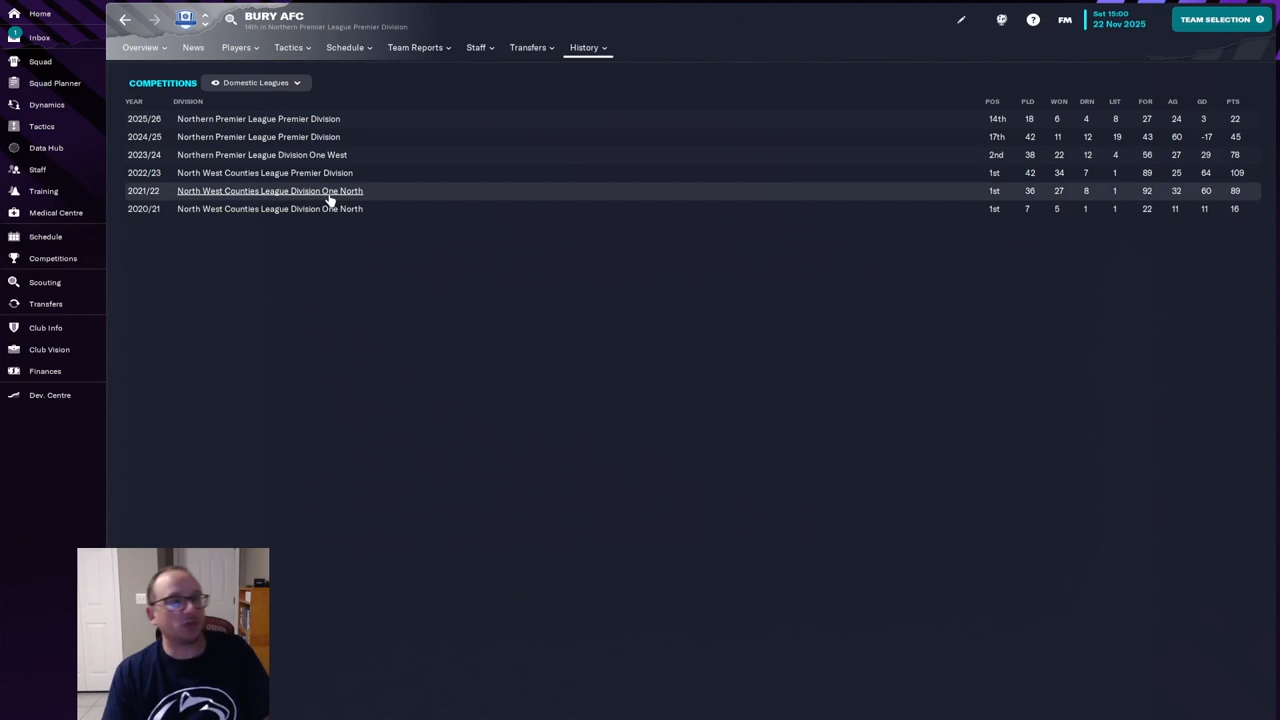 Home
BURY AFC
14th in Northern Premier League Premier Division
FM
Sat 15:00
22 Nov 2025
TEAM SELECTION
1
Inbox
Overview
News
Players
Tactics
Schedule
Team Reports
Staff
Transfers
History
Squad
Squad Planner
Dynamics
Tactics
Data Hub
Staff
Training
Medical Centre
Schedule
Competitions
Scouting
Transfers
Club Info
Club Vision
Finances
Dev. Centre
COMPETITIONS Domestic Leagues
YEAR DIVISION POS PLD WON DRN LST FOR AG GD PTS
2025/26 Northern Premier League Premier Division 14th 18 6 4 8 27 24 3 22
2024/25 Northern Premier League Premier Division 17th 42 11 12 19 43 60 -17 45
2023/24 Northern Premier League Division One West 2nd 38 22 12 4 56 27 29 78
2022/23 North West Counties League Premier Division 1st 42 34 7 1 89 25 64 109
2021/22 North West Counties League Division One North 1st 36 27 8 1 92 32 60 89
2020/21 North West Counties League Division One North 1st 7 5 1 1 22 11 11 16